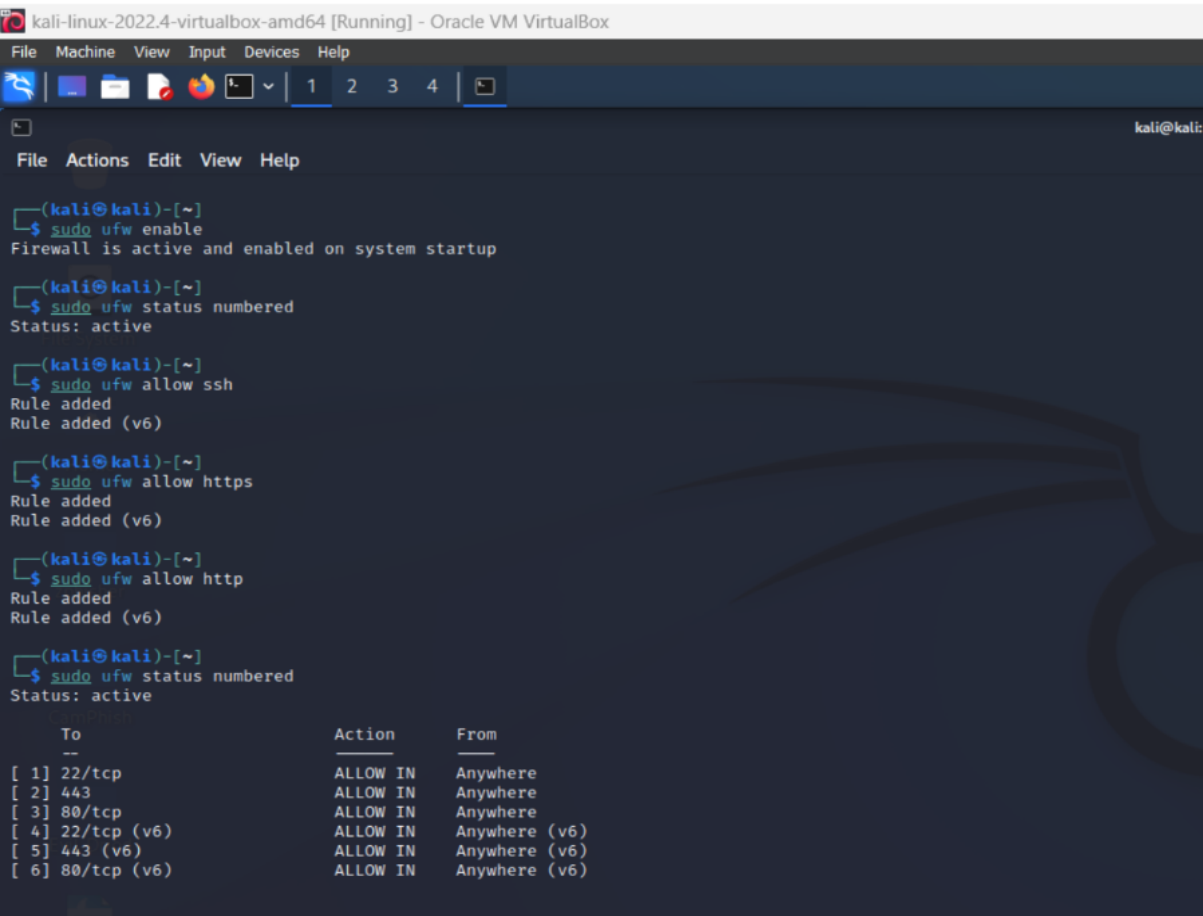 kali-linux-2022.4-virtualbox-amd64 [Running] - Oracle VM VirtualBox
File Machine View Input Devices Help
1 2 3 4
kali@kali:
File Actions Edit View Help
┌──(kali㉿kali)-[~]
└─$ sudo ufw enable
Firewall is active and enabled on system startup
┌──(kali㉿kali)-[~]
└─$ sudo ufw status numbered
Status: active
┌──(kali㉿kali)-[~]
└─$ sudo ufw allow ssh
Rule added
Rule added (v6)
┌──(kali㉿kali)-[~]
└─$ sudo ufw allow https
Rule added
Rule added (v6)
┌──(kali㉿kali)-[~]
└─$ sudo ufw allow http
Rule added
Rule added (v6)
┌──(kali㉿kali)-[~]
└─$ sudo ufw status numbered
Status: active
CamPhish
To Action From
-- ------ ----
[ 1] 22/tcp ALLOW IN Anywhere
[ 2] 443 ALLOW IN Anywhere
[ 3] 80/tcp ALLOW IN Anywhere
[ 4] 22/tcp (v6) ALLOW IN Anywhere (v6)
[ 5] 443 (v6) ALLOW IN Anywhere (v6)
[ 6] 80/tcp (v6) ALLOW IN Anywhere (v6)